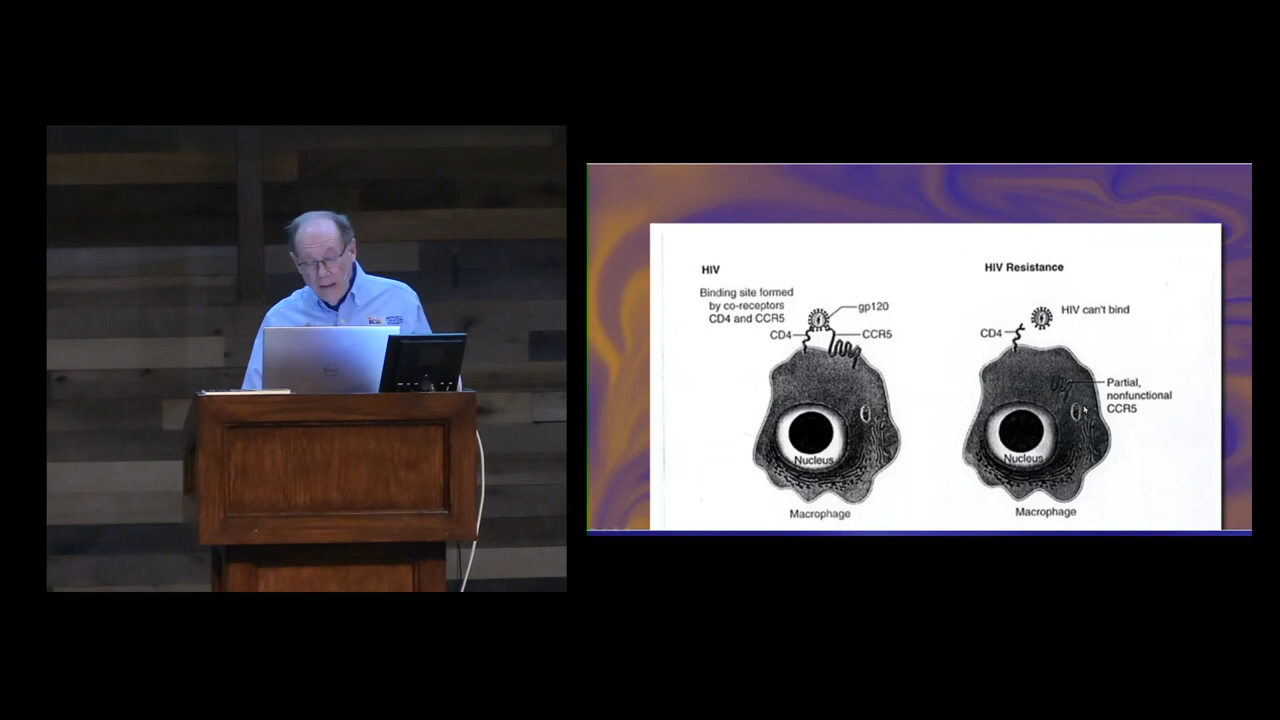 HIV
Binding site formed
by co-receptors
CD4 and CCR5
gp120
CD4
CCR5
Nucleus
Macrophage
HIV Resistance
HIV can't bind
CD4
Partial,
nonfunctional
CCR5
Nucleus
Macrophage
ICR